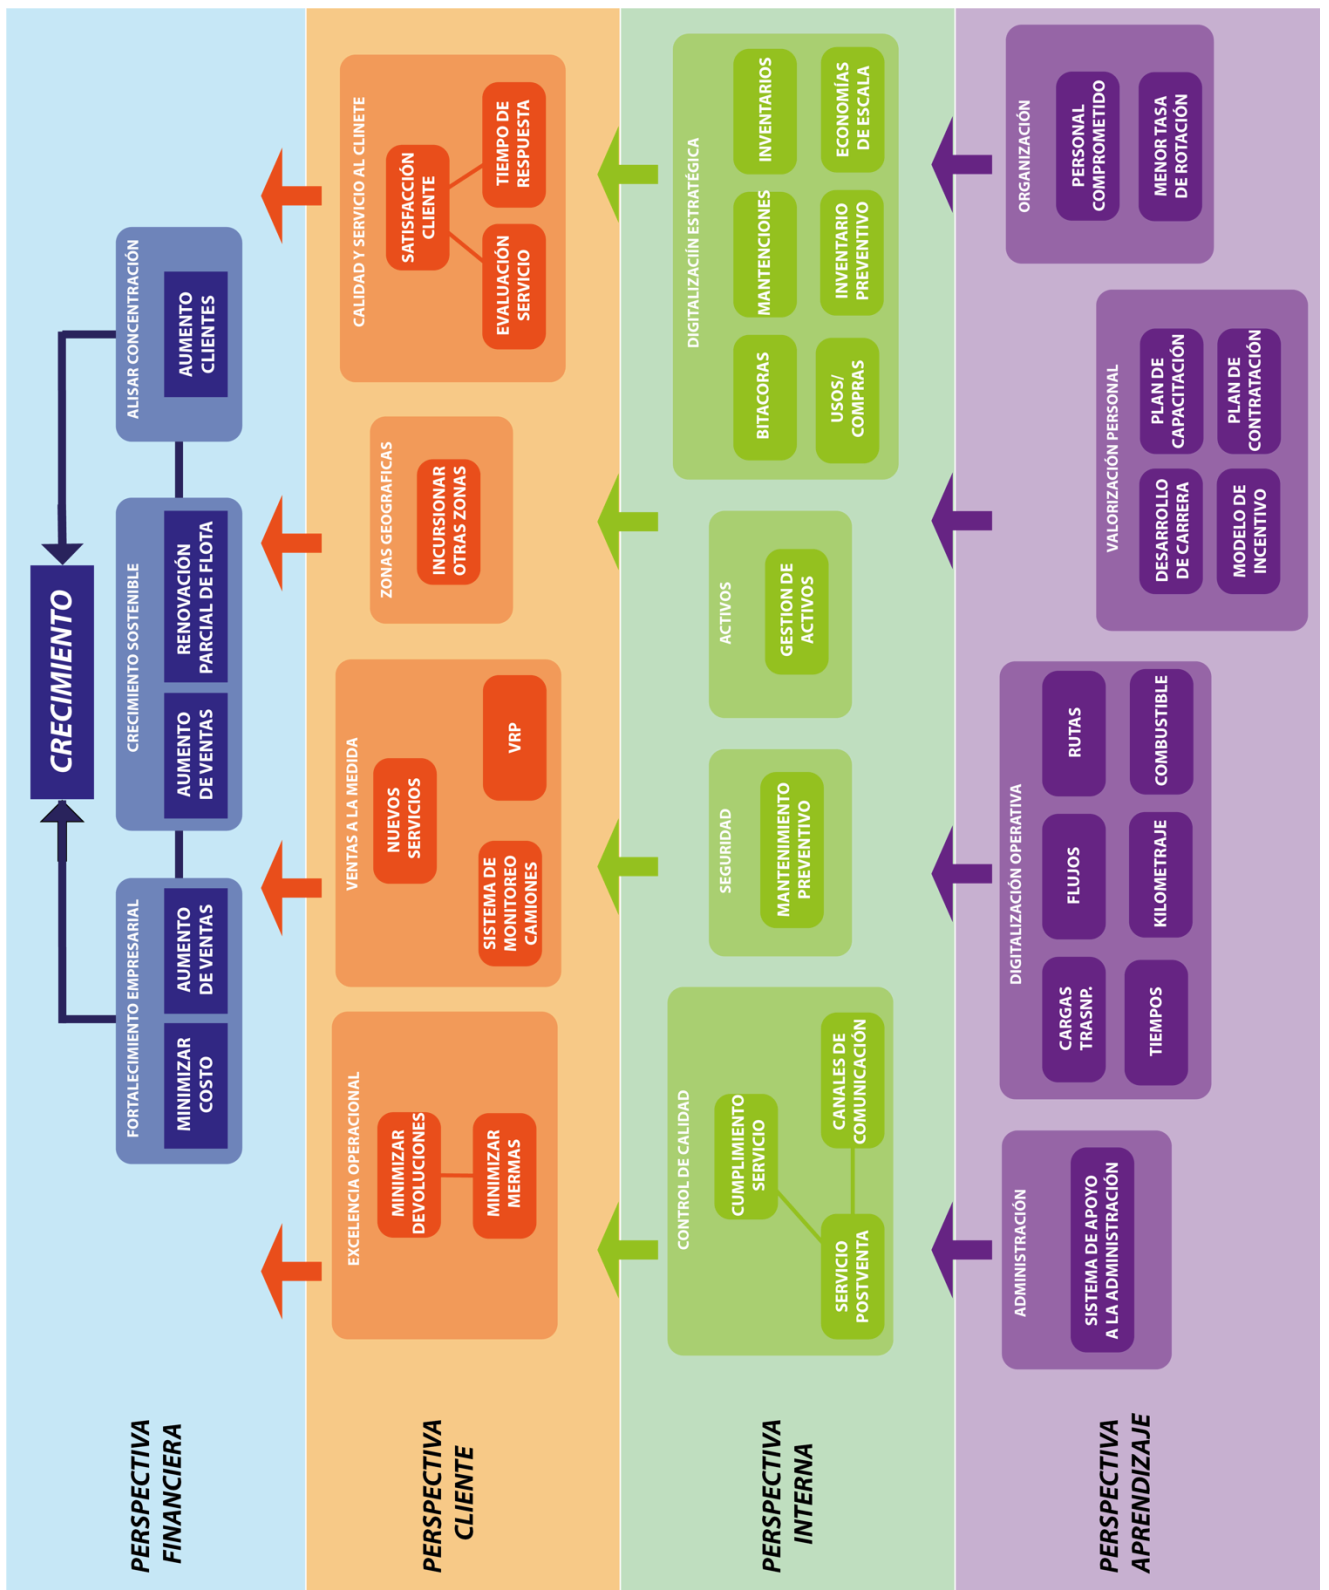 PERSPECTIVA
FINANCIERA
CRECIMIENTO
FORTALECIMIENTO EMPRESARIAL
MINIMIZAR
COSTO
AUMENTO
DE VENTAS
CRECIMIENTO SOSTENIBLE
AUMENTO
DE VENTAS
RENOVACIÓN
PARCIAL DE FLOTA
ALISAR CONCENTRACIÓN
AUMENTO
CLIENTES
PERSPECTIVA
CLIENTE
EXCELENCIA OPERACIONAL
MINIMIZAR
DEVOLUCIONES
MINIMIZAR
MERMAS
VENTAS A LA MEDIDA
NUEVOS
SERVICIOS
SISTEMA DE
MONITOREO
CAMIONES
VRP
ZONAS GEOGRAFICAS
INCURSIONAR
OTRAS ZONAS
CALIDAD Y SERVICIO AL CLINETE
SATISFACCIÓN
CLIENTE
EVALUACIÓN
SERVICIO
TIEMPO DE
RESPUESTA
PERSPECTIVA
INTERNA
CONTROL DE CALIDAD
CUMPLIMIENTO
SERVICIO
SERVICIO
POSTVENTA
CANALES DE
COMUNICACIÓN
SEGURIDAD
MANTENIMIENTO
PREVENTIVO
ACTIVOS
GESTION DE
ACTIVOS
DIGITALIZACIÍN ESTRATÉGICA
BITACORAS
MANTENCIONES
INVENTARIOS
USOS/
COMPRAS
INVENTARIO
PREVENTIVO
ECONOMÍAS
DE ESCALA
PERSPECTIVA
APRENDIZAJE
ADMINISTRACIÓN
SISTEMA DE APOYO
A LA ADMINISTRACIÓN
DIGITALIZACIÓN OPERATIVA
CARGAS
TRASNP.
FLUJOS
RUTAS
TIEMPOS
KILOMETRAJE
COMBUSTIBLE
VALORIZACIÓN PERSONAL
DESARROLLO
DE CARRERA
PLAN DE
CAPACITACIÓN
MODELO DE
INCENTIVO
PLAN DE
CONTRATACIÓN
ORGANIZACIÓN
PERSONAL
COMPROMETIDO
MENOR TASA
DE ROTACIÓN